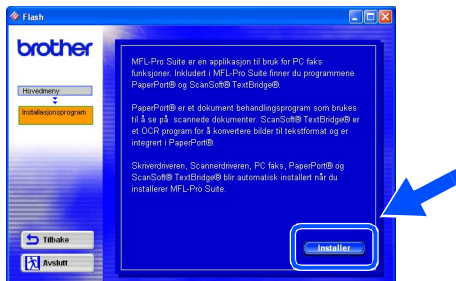 Flash
brother
Hovedmeny
Installasjonsprogram
MFL-Pro Suite er en applikasjon til bruk for PC faks
funksjoner. Inkludert i MFL-Pro Suite finner du programmene
PaperPort® og ScanSoft® TextBridge®.
PaperPort® er et dokument behandlingsprogram som brukes
til å se på scannede dokumenter. ScanSoft® TextBridge® er
et OCR program for å konvertere bilder til tekstformat og er
integrert i PaperPort®.
Skriverdriveren, Scannerdriveren, PC faks, PaperPort® og
ScanSoft® TextBridge® blir automatisk installert når du
installerer MFL-Pro Suite.
Installer
Tilbake
Avslutt